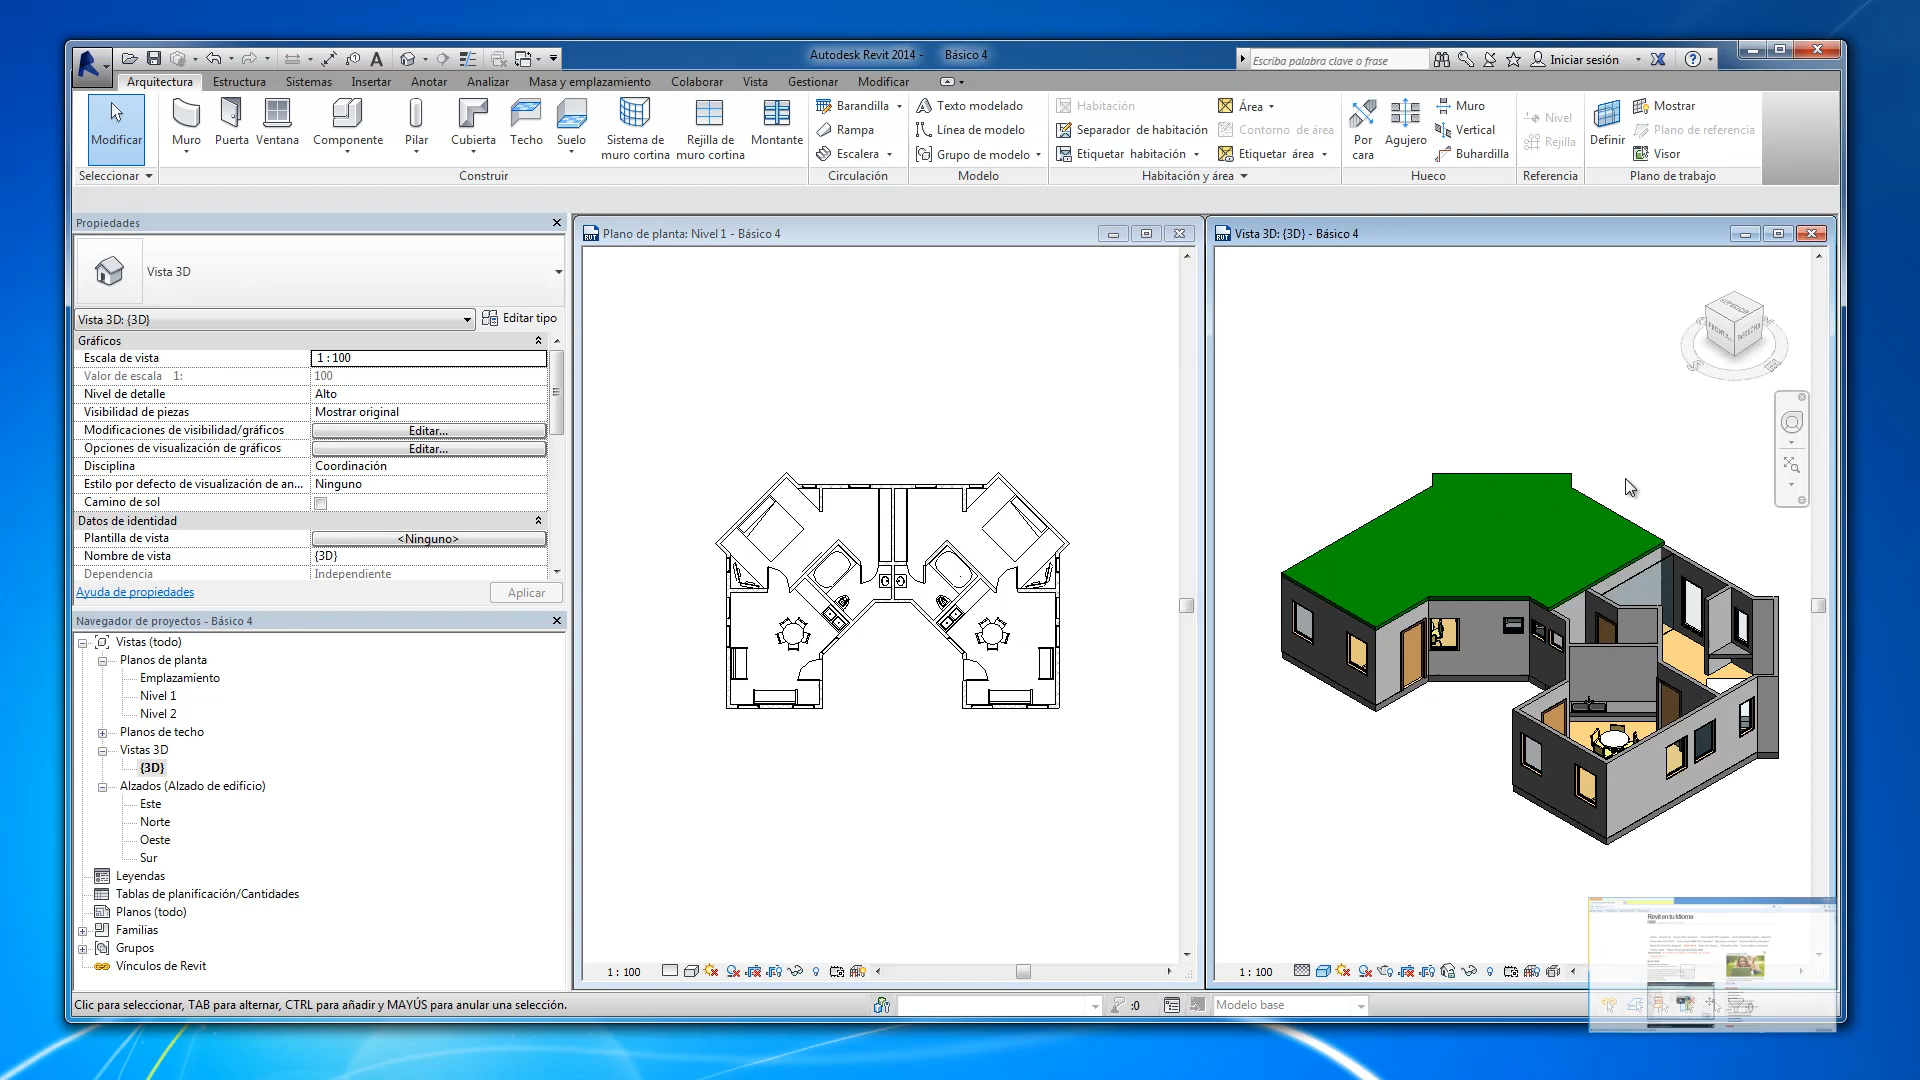 Autodesk Revit 2014 - Básico 4
Escriba palabra clave o frase
Iniciar sesión
Arquitectura Estructura Sistemas Insertar Anotar Analizar Masa y emplazamiento Colaborar Vista Gestionar Modificar
Modificar
Muro
Puerta
Ventana
Componente
Pilar
Cubierta
Techo
Suelo
Sistema de muro cortina
Rejilla de muro cortina
Montante
Barandilla
Rampa
Escalera
Texto modelado
Línea de modelo
Grupo de modelo
Habitación
Separador de habitación
Etiquetar habitación
Área
Contorno de área
Etiquetar área
Por cara
Agujero
Muro
Vertical
Buhardilla
Nivel
Rejilla
Definir
Mostrar
Plano de referencia
Visor
Seleccionar Construir Circulación Modelo Habitación y área Hueco Referencia Plano de trabajo
Propiedades
Vista 3D
Vista 3D: {3D}
Editar tipo
Gráficos
Escala de vista 1 : 100
Valor de escala 1: 100
Nivel de detalle Alto
Visibilidad de piezas Mostrar original
Modificaciones de visibilidad/gráficos Editar...
Opciones de visualización de gráficos Editar...
Disciplina Coordinación
Estilo por defecto de visualización de an... Ninguno
Camino de sol
Datos de identidad
Plantilla de vista <Ninguno>
Nombre de vista {3D}
Dependencia Independiente
Ayuda de propiedades
Aplicar
Navegador de proyectos - Básico 4
Vistas (todo)
Planos de planta
Emplazamiento
Nivel 1
Nivel 2
Planos de techo
Vistas 3D
{3D}
Alzados (Alzado de edificio)
Este
Norte
Oeste
Sur
Leyendas
Tablas de planificación/Cantidades
Planos (todo)
Familias
Grupos
Vínculos de Revit
Plano de planta: Nivel 1 - Básico 4
1 : 100
Vista 3D: {3D} - Básico 4
SUPERIOR
FRONTAL
DERECHA
1 : 100
Revit en tu Idioma
Clic para seleccionar, TAB para alternar, CTRL para añadir y MAYÚS para anular una selección.
:0
Modelo base